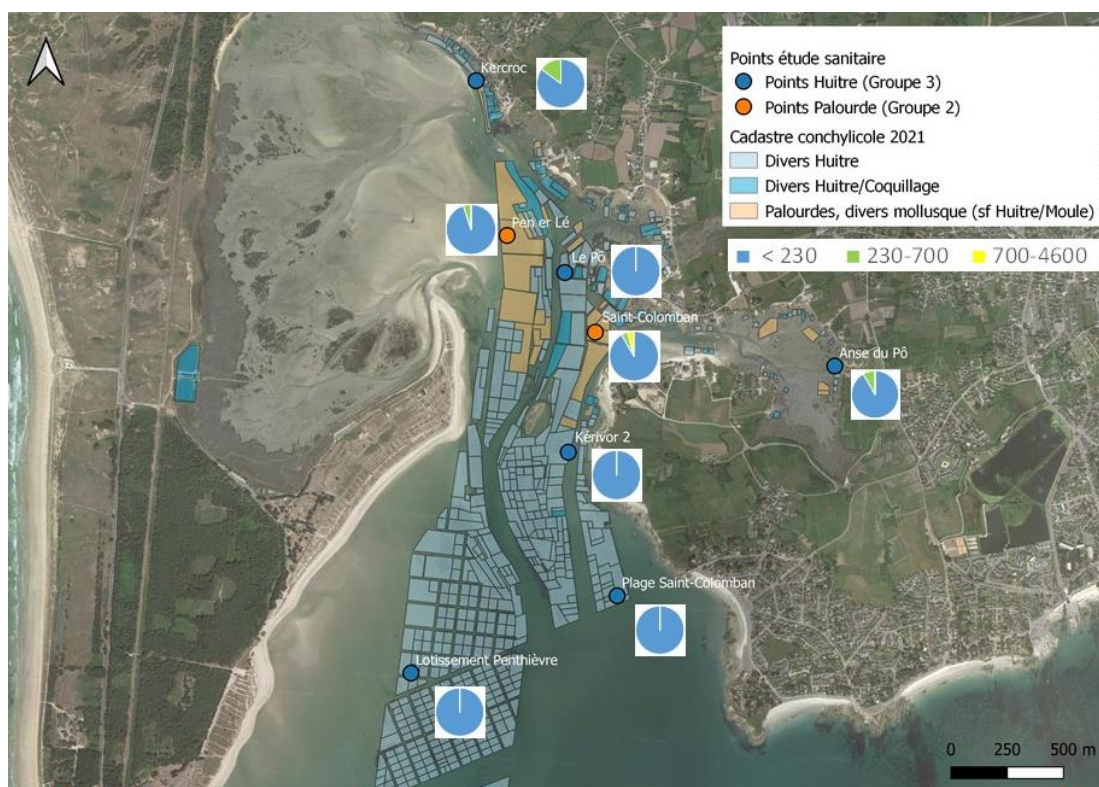 Kercroc
Points étude sanitaire
Points Huitre (Groupe 3)
Points Palourde (Groupe 2)
Cadastre conchylicole 2021
Divers Huitre
Divers Huitre/Coquillage
Palourdes, divers mollusque (sf Huitre/Moule)
< 230 230-700 700-4600
Pen er Lé
Le Pô
Saint-Colomban
Anse du Pô
Kérivor 2
Plage Saint-Colomban
Lotissement Penthièvre
0 250 500 m